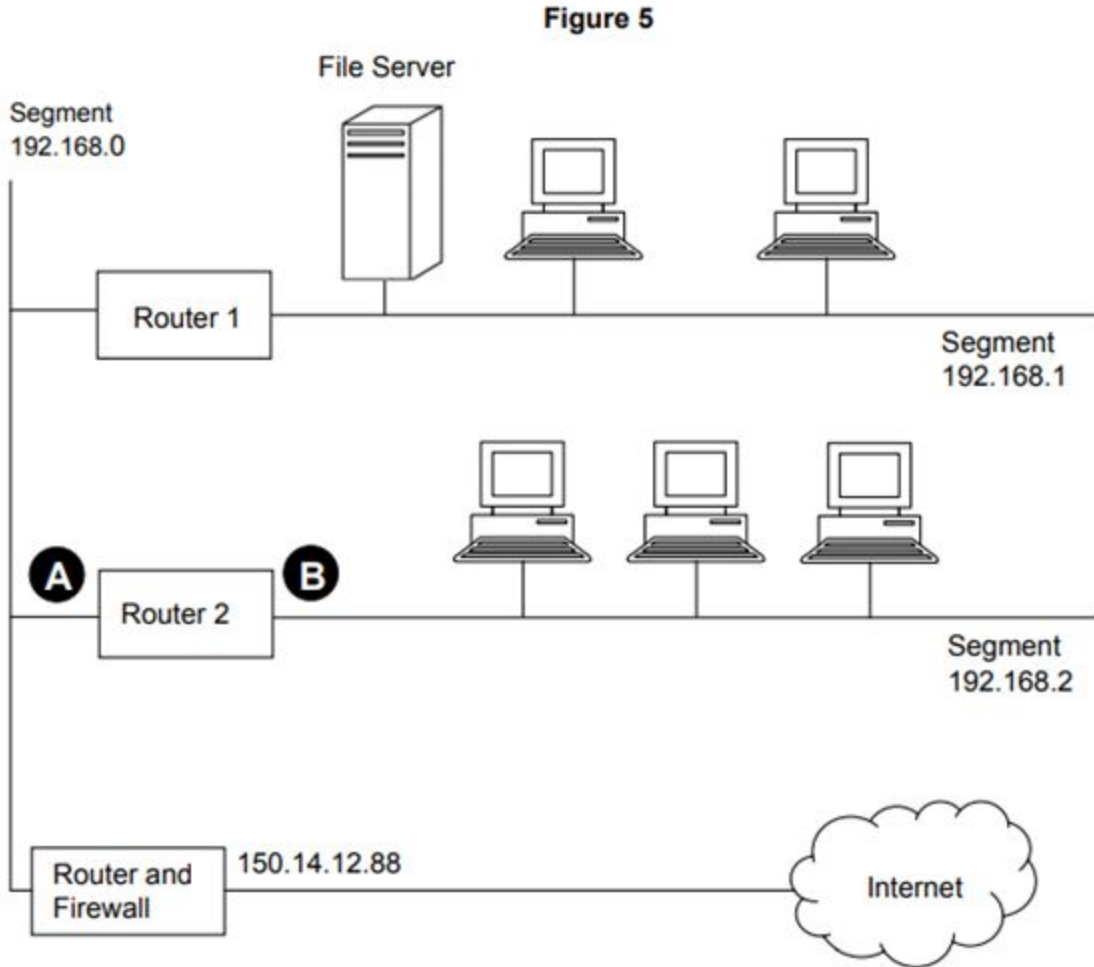 Figure 5
File Server
Segment
192.168.0
Router 1
Segment
192.168.1
A
Router 2
B
Segment
192.168.2
Router and
Firewall
150.14.12.88
Internet